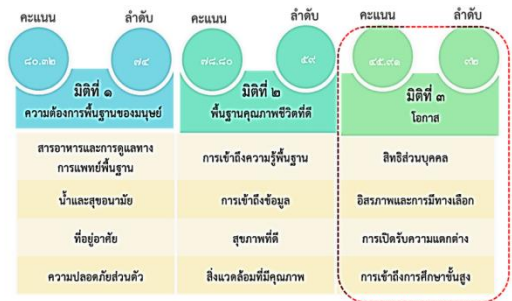 คะแนน ลำดับ คะแนน ลำดับ คะแนน ลำดับ
๘๐.๓๒ ๗๔ ๗๘.๘๐ ๕๙ ๔๕.๙๑ ๙๒
มิติที่ ๑
ความต้องการพื้นฐานของมนุษย์
มิติที่ ๒
พื้นฐานคุณภาพชีวิตที่ดี
มิติที่ ๓
โอกาส
สารอาหารและการดูแลทาง
การแพทย์พื้นฐาน
การเข้าถึงความรู้พื้นฐาน
สิทธิส่วนบุคคล
น้ำและสุขอนามัย
การเข้าถึงข้อมูล
อิสรภาพและการมีทางเลือก
ที่อยู่อาศัย
สุขภาพที่ดี
การเปิดรับความแตกต่าง
ความปลอดภัยส่วนตัว
สิ่งแวดล้อมที่มีคุณภาพ
การเข้าถึงการศึกษาขั้นสูง